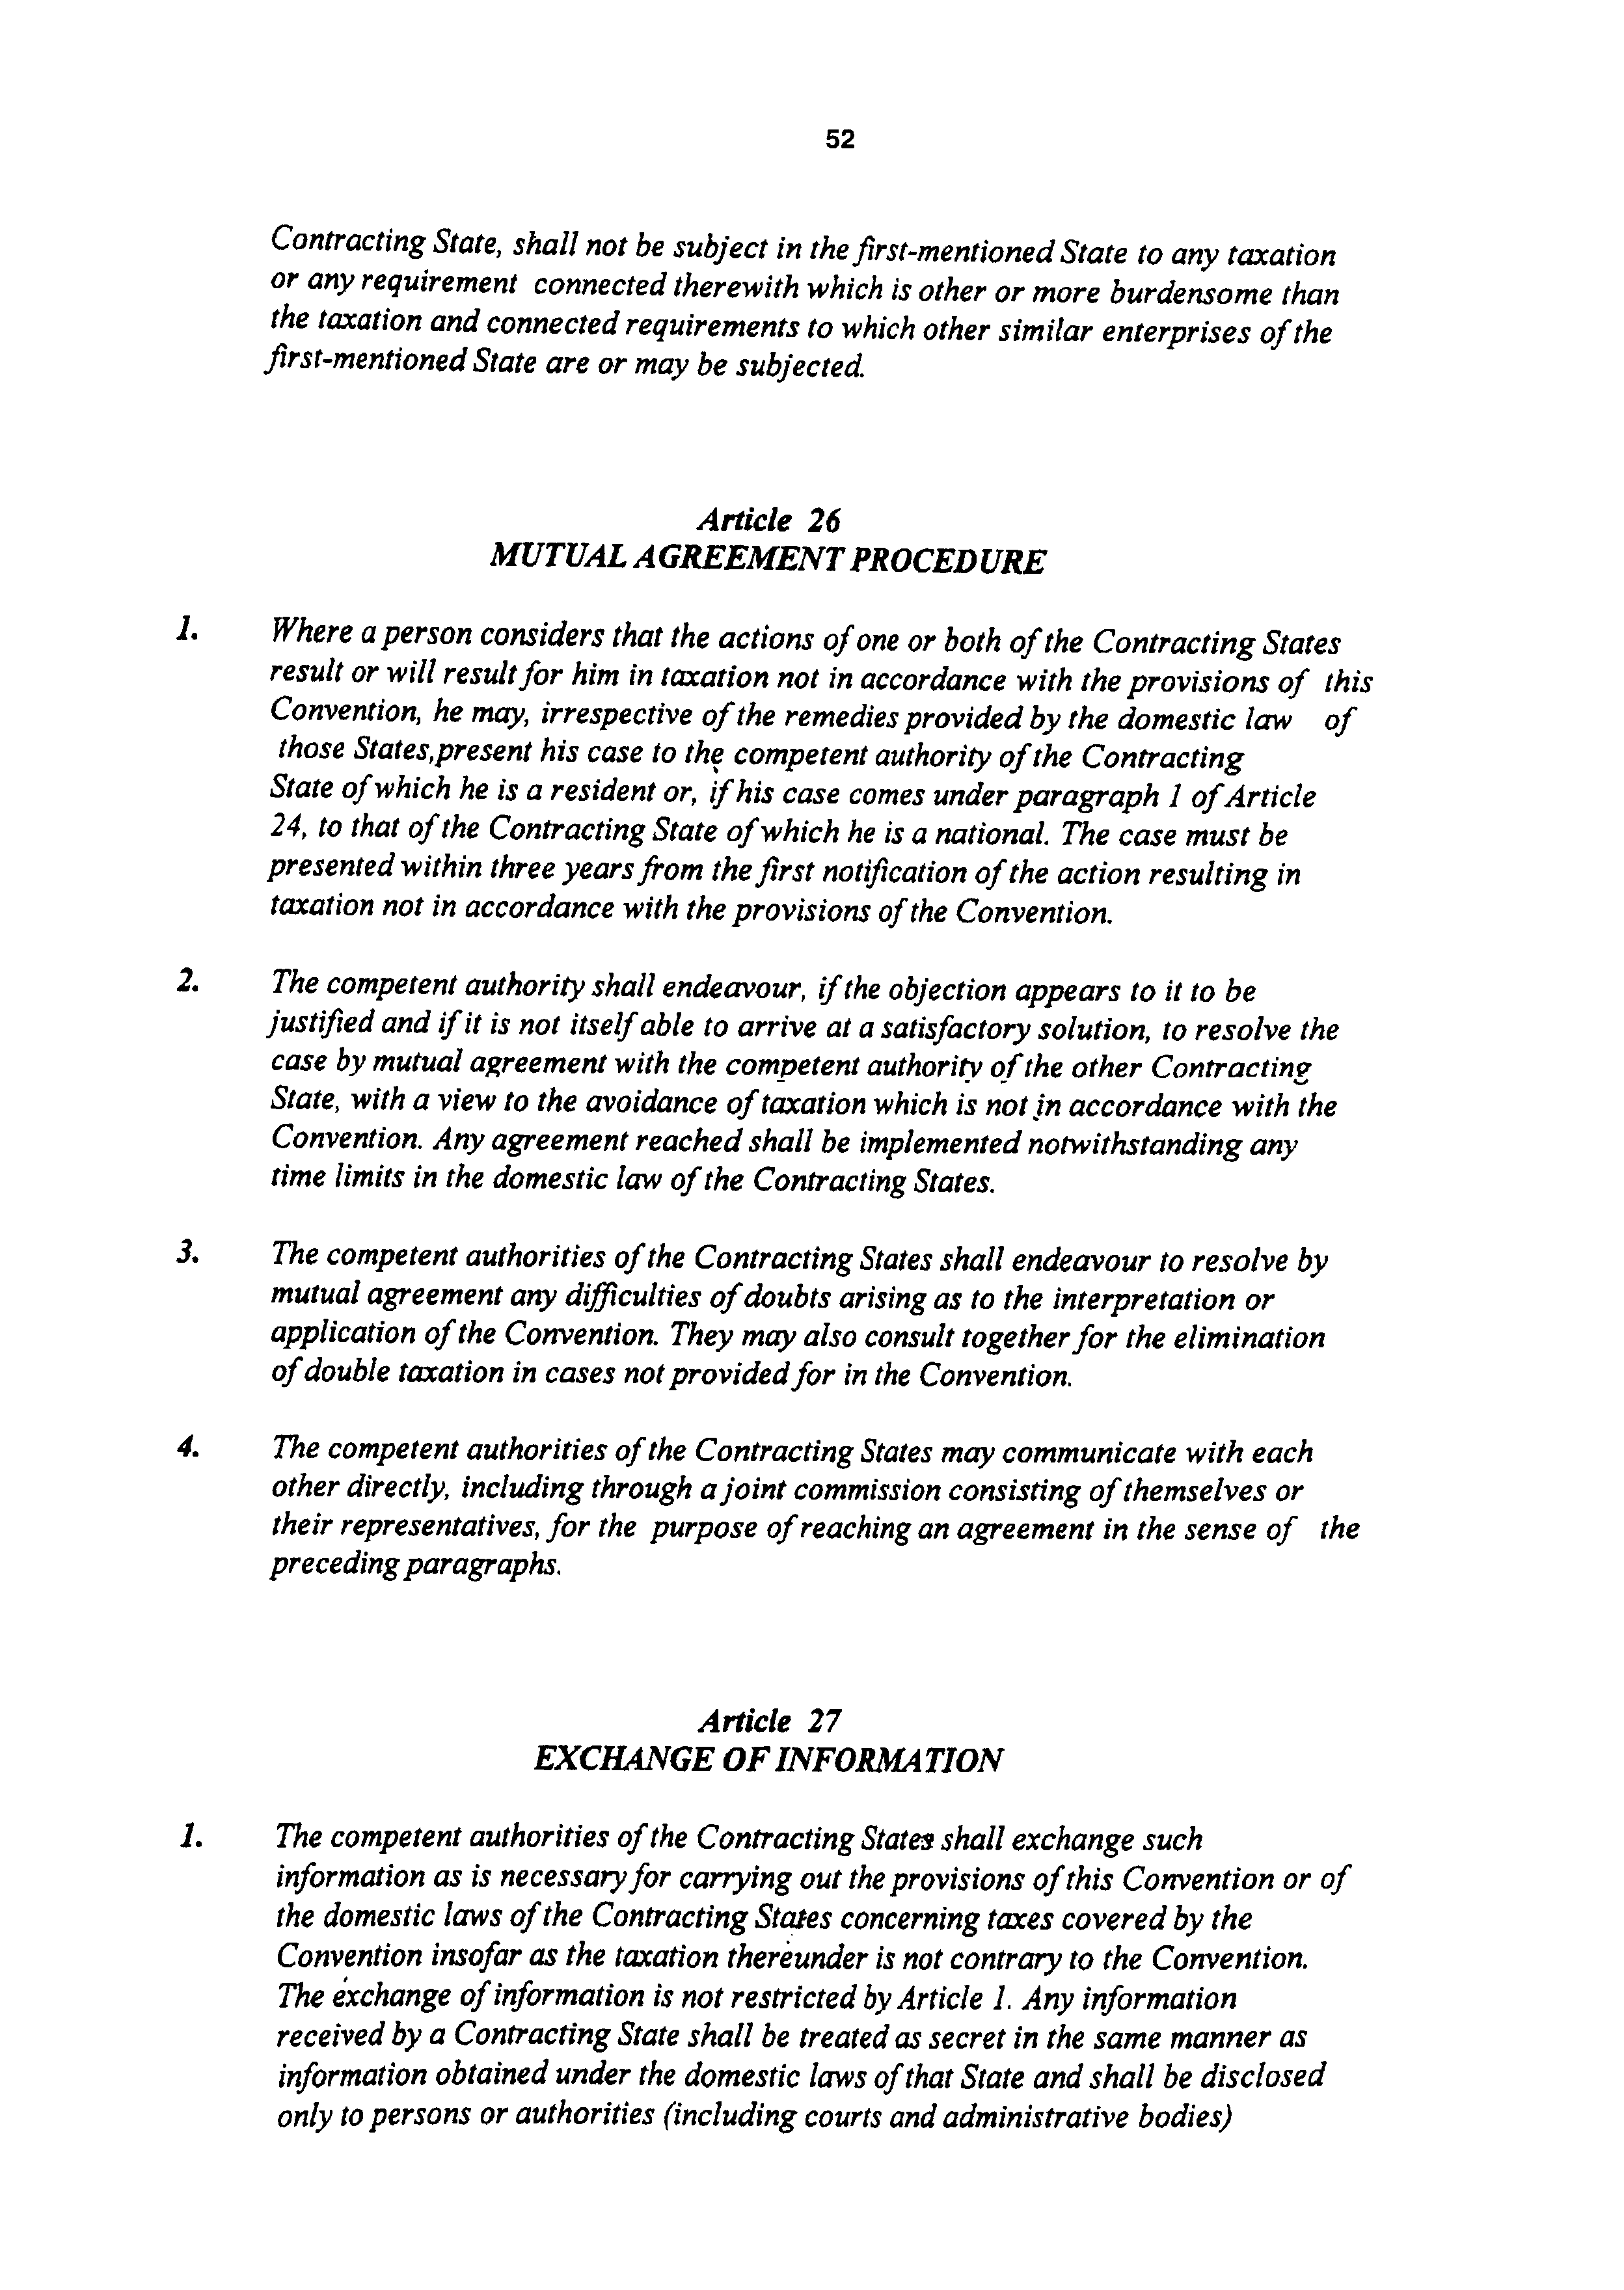 52
Contracting State, shall not be subject in the first-mentioned State to any taxation
or any requirement connected therewith which is other or more burdensome than
the taxation and connected requirements to which other similar enterprises of the
first-mentioned State are or may be subjected.
Article 26
MUTUAL AGREEMENT PROCEDURE
1. Where a person considers that the actions of one or both of the Contracting States
result or will result for him in taxation not in accordance with the provisions of this
Convention, he may, irrespective of the remedies provided by the domestic law of
those States,present his case to the competent authority of the Contracting
State of which he is a resident or, if his case comes under paragraph 1 of Article
24, to that of the Contracting State of which he is a national. The case must be
presented within three years from the first notification of the action resulting in
taxation not in accordance with the provisions of the Convention.
2. The competent authority shall endeavour, if the objection appears to it to be
justified and if it is not itself able to arrive at a satisfactory solution, to resolve the
case by mutual agreement with the competent authority of the other Contracting
State, with a view to the avoidance of taxation which is not in accordance with the
Convention. Any agreement reached shall be implemented notwithstanding any
time limits in the domestic law of the Contracting States.
3. The competent authorities of the Contracting States shall endeavour to resolve by
mutual agreement any difficulties of doubts arising as to the interpretation or
application of the Convention. They may also consult together for the elimination
of double taxation in cases not provided for in the Convention.
4. The competent authorities of the Contracting States may communicate with each
other directly, including through a joint commission consisting of themselves or
their representatives, for the purpose of reaching an agreement in the sense of the
preceding paragraphs.
Article 27
EXCHANGE OF INFORMATION
1. The competent authorities of the Contracting States shall exchange such
information as is necessary for carrying out the provisions of this Convention or of
the domestic laws of the Contracting States concerning taxes covered by the
Convention insofar as the taxation thereunder is not contrary to the Convention.
The exchange of information is not restricted by Article 1. Any information
received by a Contracting State shall be treated as secret in the same manner as
information obtained under the domestic laws of that State and shall be disclosed
only to persons or authorities (including courts and administrative bodies)